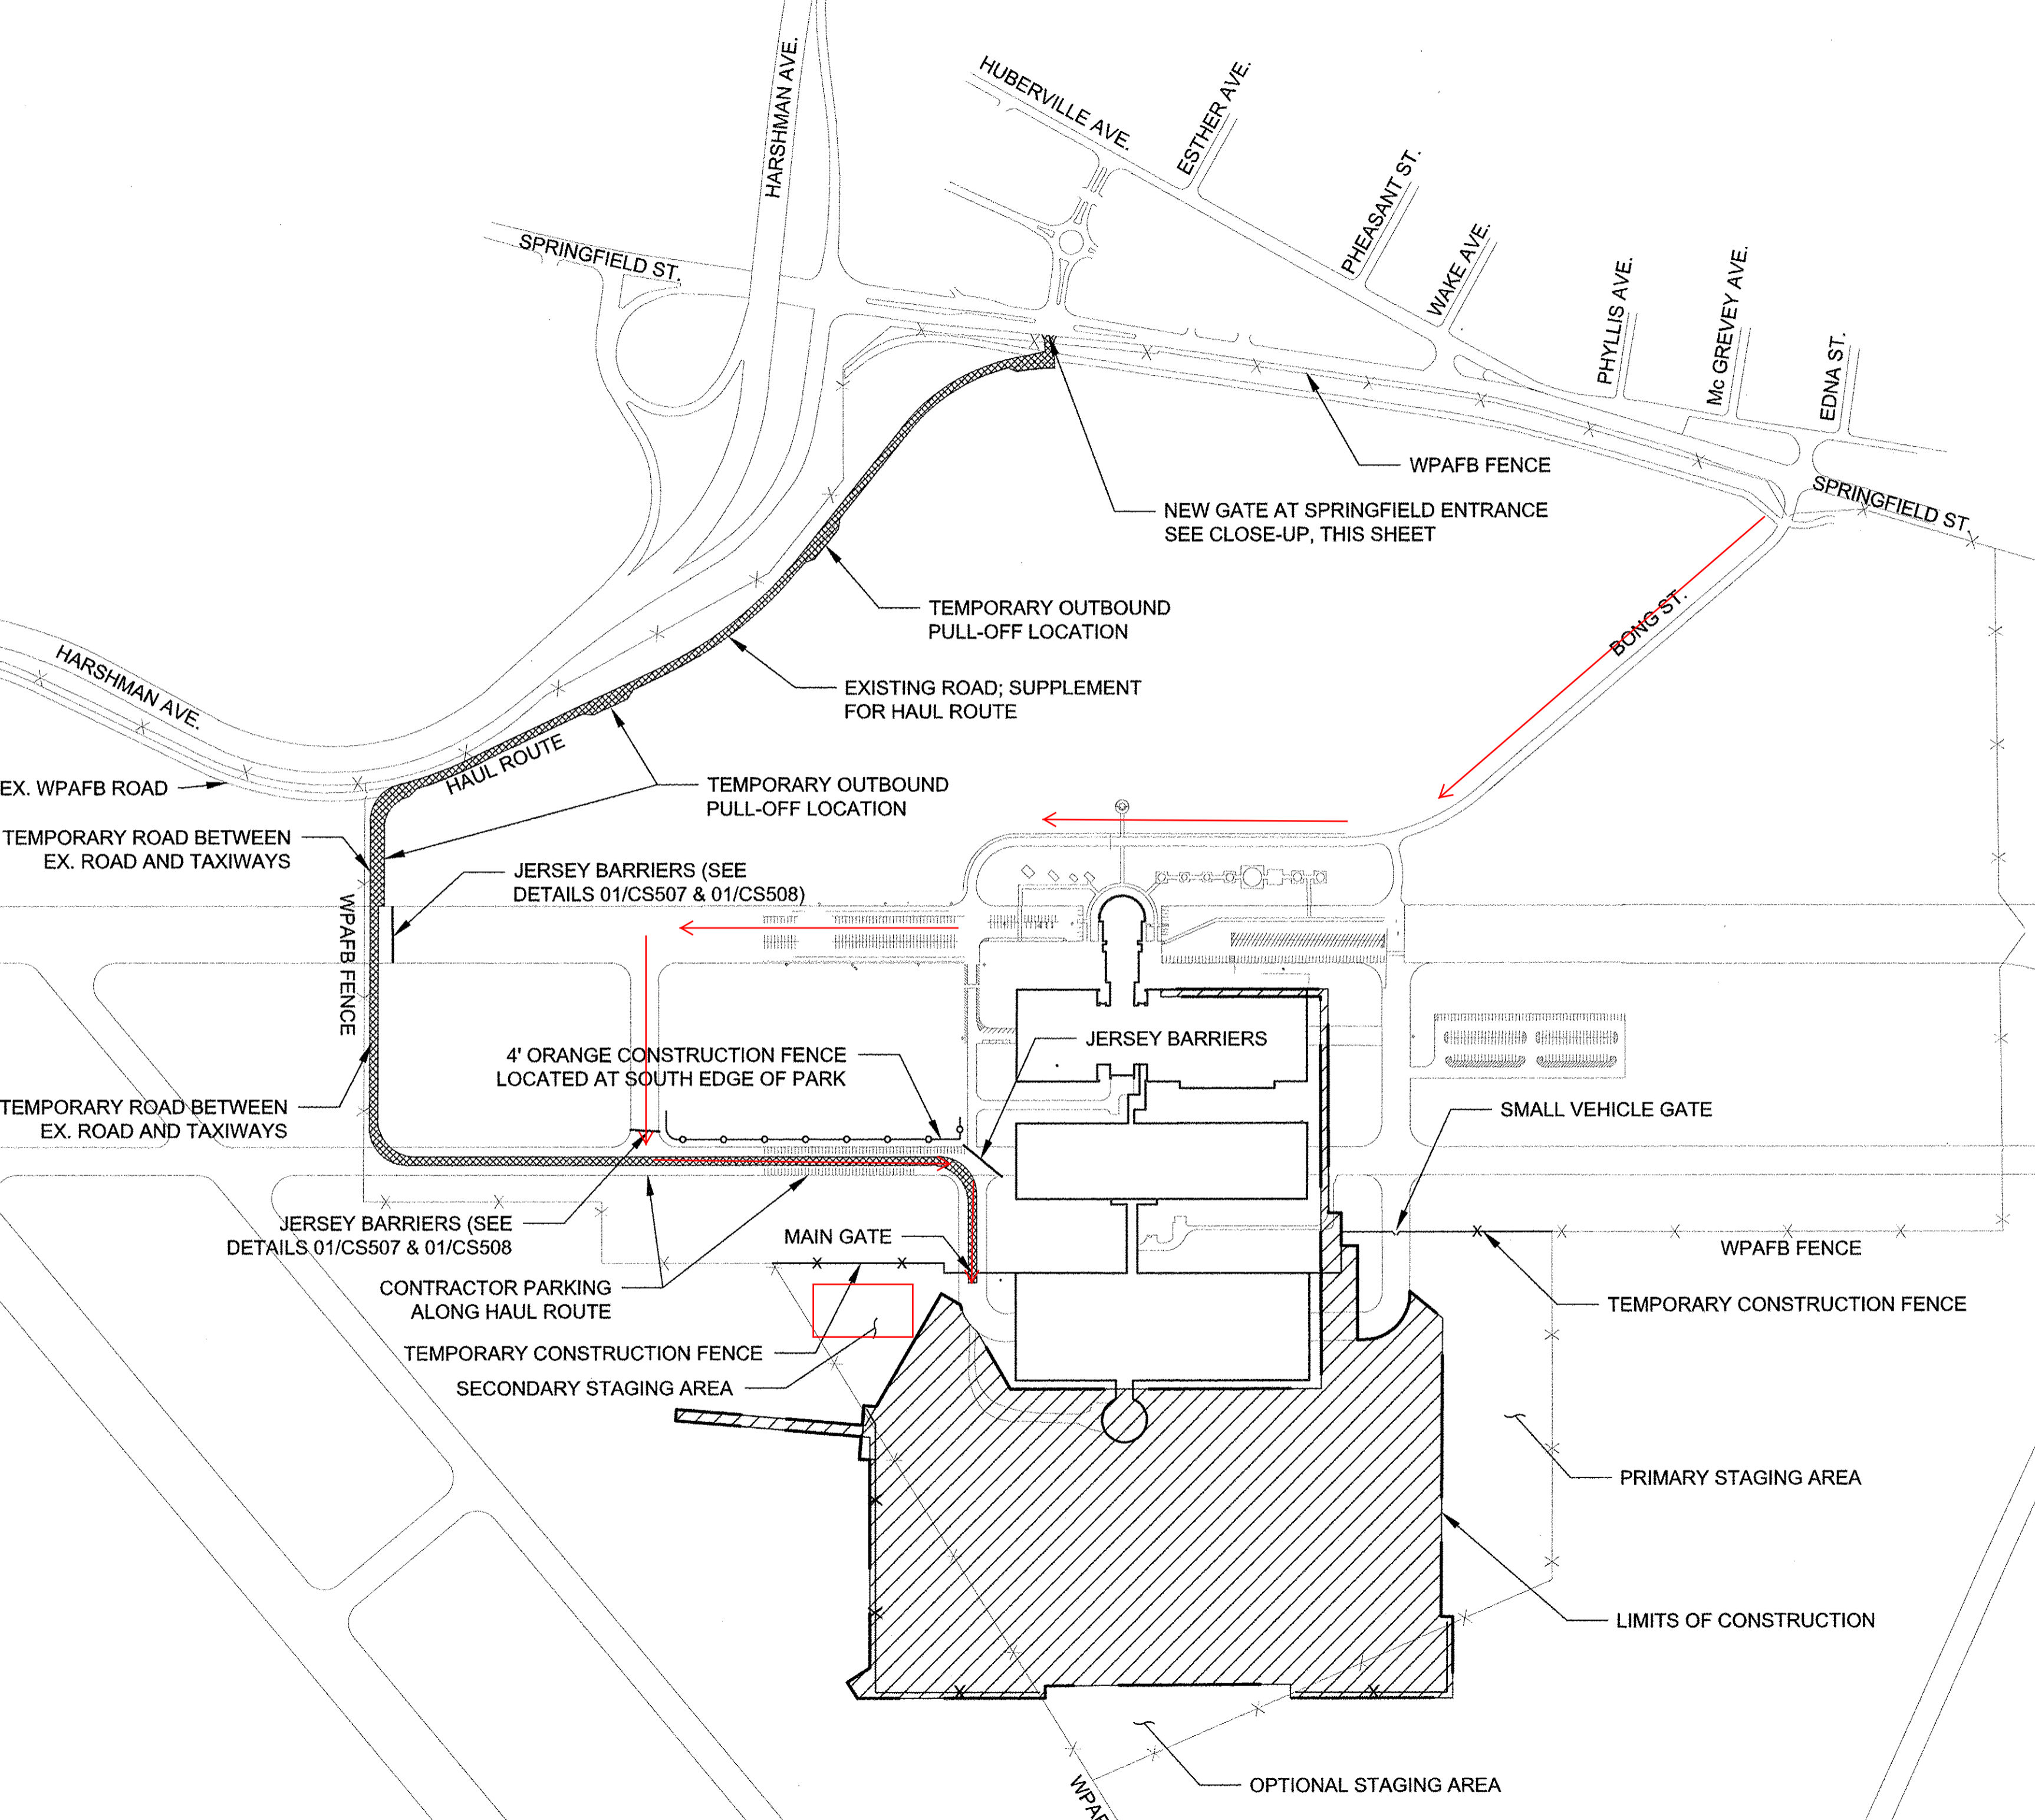 HARSHMAN AVE.
HUBERVILLE AVE.
ESTHER AVE.
PHEASANT ST.
WAKE AVE.
PHYLLIS AVE.
Mc GREVEY AVE.
EDNA ST.
SPRINGFIELD ST.
WPAFB FENCE
SPRINGFIELD ST.
NEW GATE AT SPRINGFIELD ENTRANCE
SEE CLOSE-UP, THIS SHEET
BONG ST.
TEMPORARY OUTBOUND
PULL-OFF LOCATION
HARSHMAN AVE.
EXISTING ROAD; SUPPLEMENT
FOR HAUL ROUTE
HAUL ROUTE
EX. WPAFB ROAD
TEMPORARY OUTBOUND
PULL-OFF LOCATION
TEMPORARY ROAD BETWEEN
EX. ROAD AND TAXIWAYS
JERSEY BARRIERS (SEE
DETAILS 01/CS507 & 01/CS508)
WPAFB FENCE
JERSEY BARRIERS
4' ORANGE CONSTRUCTION FENCE
LOCATED AT SOUTH EDGE OF PARK
TEMPORARY ROAD BETWEEN
EX. ROAD AND TAXIWAYS
SMALL VEHICLE GATE
JERSEY BARRIERS (SEE
DETAILS 01/CS507 & 01/CS508
MAIN GATE
WPAFB FENCE
CONTRACTOR PARKING
ALONG HAUL ROUTE
TEMPORARY CONSTRUCTION FENCE
TEMPORARY CONSTRUCTION FENCE
SECONDARY STAGING AREA
PRIMARY STAGING AREA
LIMITS OF CONSTRUCTION
OPTIONAL STAGING AREA